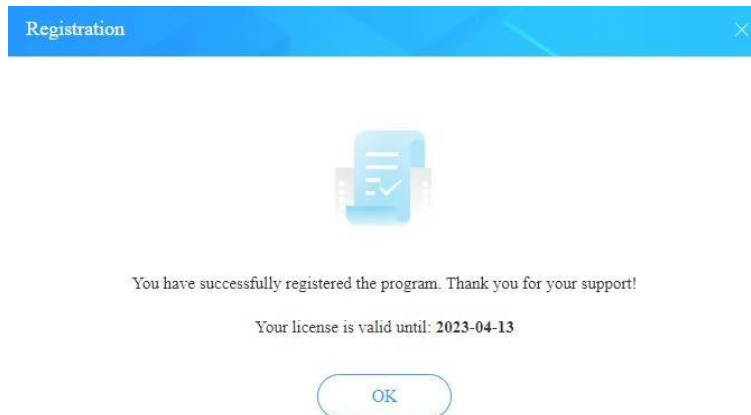 Registration
You have successfully registered the program. Thank you for your support!
Your license is valid until: 2023-04-13
OK